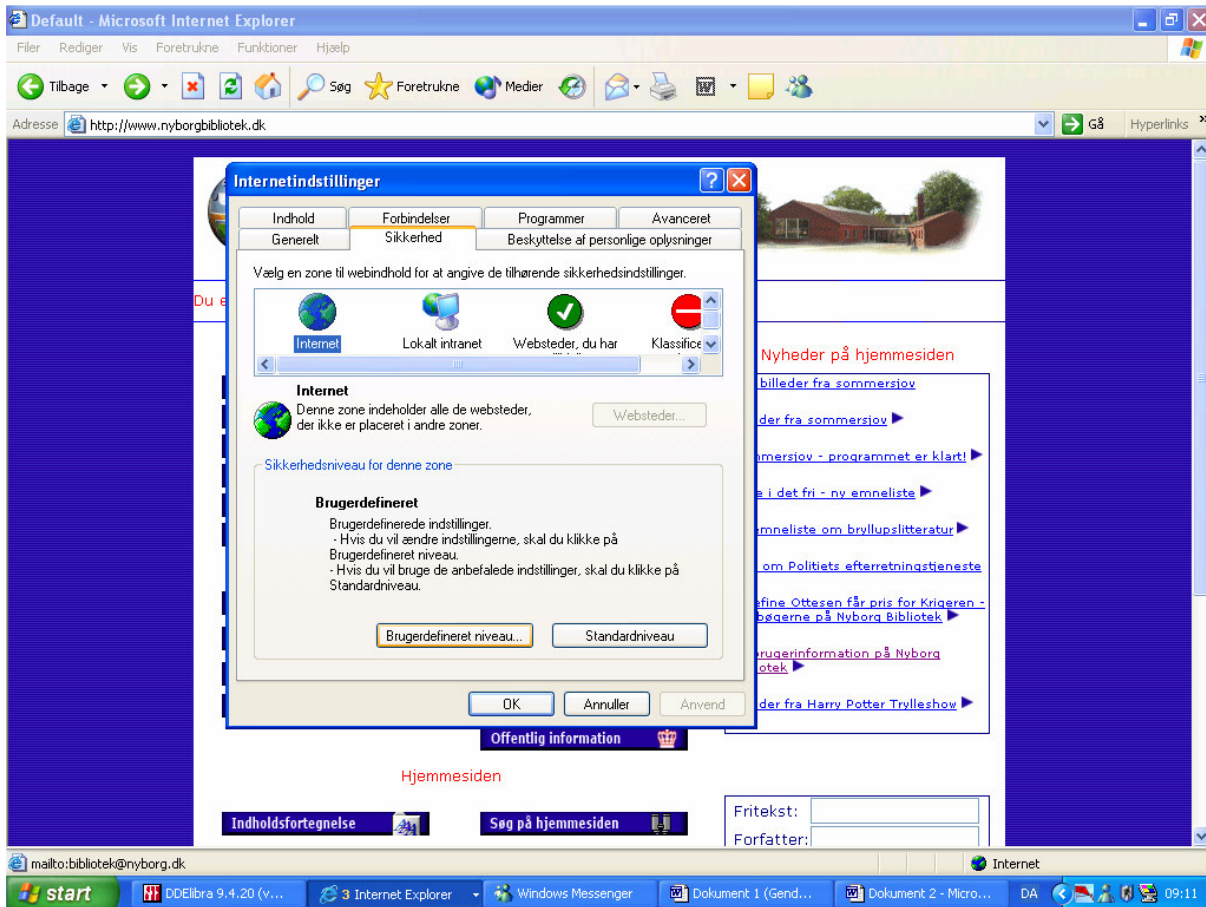 Default - Microsoft Internet Explorer
Filer Rediger Vis Foretrukne Funktioner Hjælp
Tilbage Søg Foretrukne Medier
Adresse http://www.nyborgbibliotek.dk Gå Hyperlinks »
Internetindstillinger
Indhold Forbindelser Programmer Avanceret
Generelt Sikkerhed Beskyttelse af personlige oplysninger
Vælg en zone til webindhold for at angive de tilhørende sikkerhedsindstillinger.
Internet Lokalt intranet Websteder, du har Klassifice
Internet
Denne zone indeholder alle de websteder,
der ikke er placeret i andre zoner.
Websteder...
Sikkerhedsniveau for denne zone
Brugerdefineret
Brugerdefinerede indstillinger.
- Hvis du vil ændre indstillingerne, skal du klikke på
Brugerdefineret niveau.
- Hvis du vil bruge de anbefalede indstillinger, skal du klikke på
Standardniveau.
Brugerdefineret niveau... Standardniveau
OK Annuller Anvend
Du e
Nyheder på hjemmesiden
billeder fra sommersjov
der fra sommersjov
mmersjov - programmet er klart!
e i det fri - ny emneliste
emneliste om bryllupslitteratur
om Politiets efterretningstjeneste
efine Ottesen får pris for Krigeren -
bøgerne på Nyborg Bibliotek
brugerinformation på Nyborg
otek
der fra Harry Potter Trylleshow
Offentlig information
Hjemmesiden
Indholdsfortegnelse Søg på hjemmesiden
Fritekst:
Forfatter:
mailto:bibliotek@nyborg.dk Internet
start DDElibra 9.4.20 (v... 3 Internet Explorer Windows Messenger Dokument 1 (Gend... Dokument 2 - Micro... DA 09:11